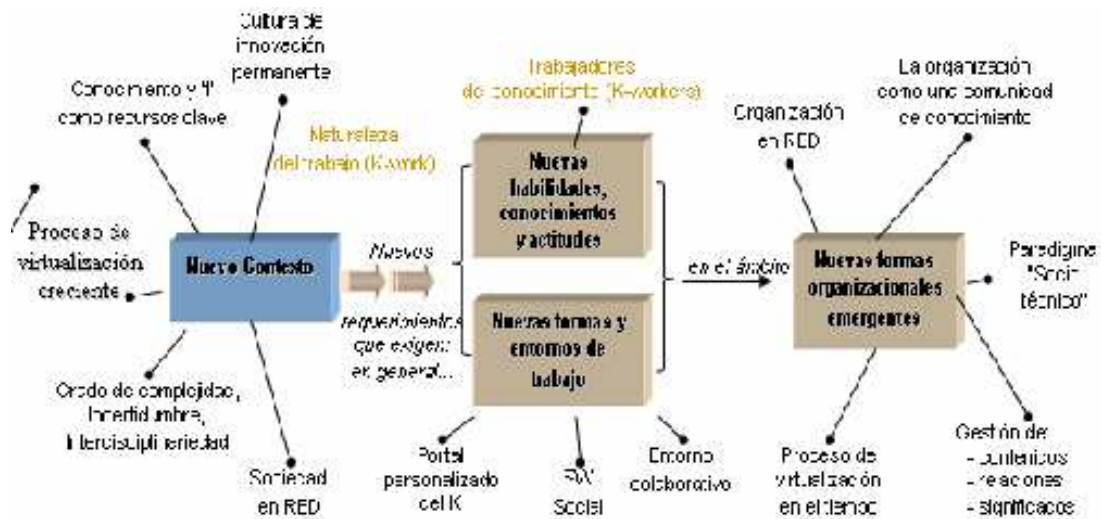 Cultura de
innovación
permanente
Conocimiento y
como recursos clave
Naturaleza
del trabajo (K-work)
Proceso de
virtualización
creciente
Nuevo Contexto
Grado de complejidad,
Incertidumbre,
Interdisciplinariedad
Sociedad
en RED
Nuevos
requerimientos
que exigen
en general...
Trabajadores
de conocimiento (K-workers)
Nuevas
habilidades,
conocimientos
y actitudes
Nuevas formas y
entornos de
trabajo
Portal
personalizado
del K
Social
Entorno
colaborativo
en el ámbito
Organización
en RED
La organización
como una comunidad
de conocimiento
Nuevas formas
organizacionales
emergentes
Paradigma
"Socio
técnico"
Proceso de
virtualización
en el tiempo
Gestión de:
- contenidos
- relaciones
- significados